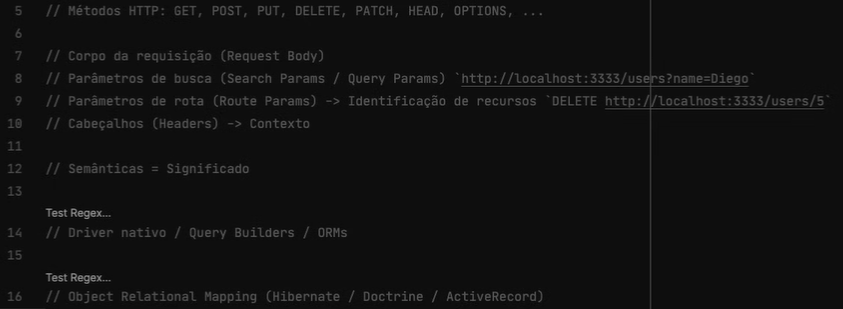 5 // Métodos HTTP: GET, POST, PUT, DELETE, PATCH, HEAD, OPTIONS, ...
6
7 // Corpo da requisição (Request Body)
8 // Parâmetros de busca (Search Params / Query Params) `http://localhost:3333/users?name=Diego`
9 // Parâmetros de rota (Route Params) -> Identificação de recursos `DELETE http://localhost:3333/users/5`
10 // Cabeçalhos (Headers) -> Contexto
11
12 // Semânticas = Significado
13
Test Regex...
14 // Driver nativo / Query Builders / ORMs
15
Test Regex...
16 // Object Relational Mapping (Hibernate / Doctrine / ActiveRecord)